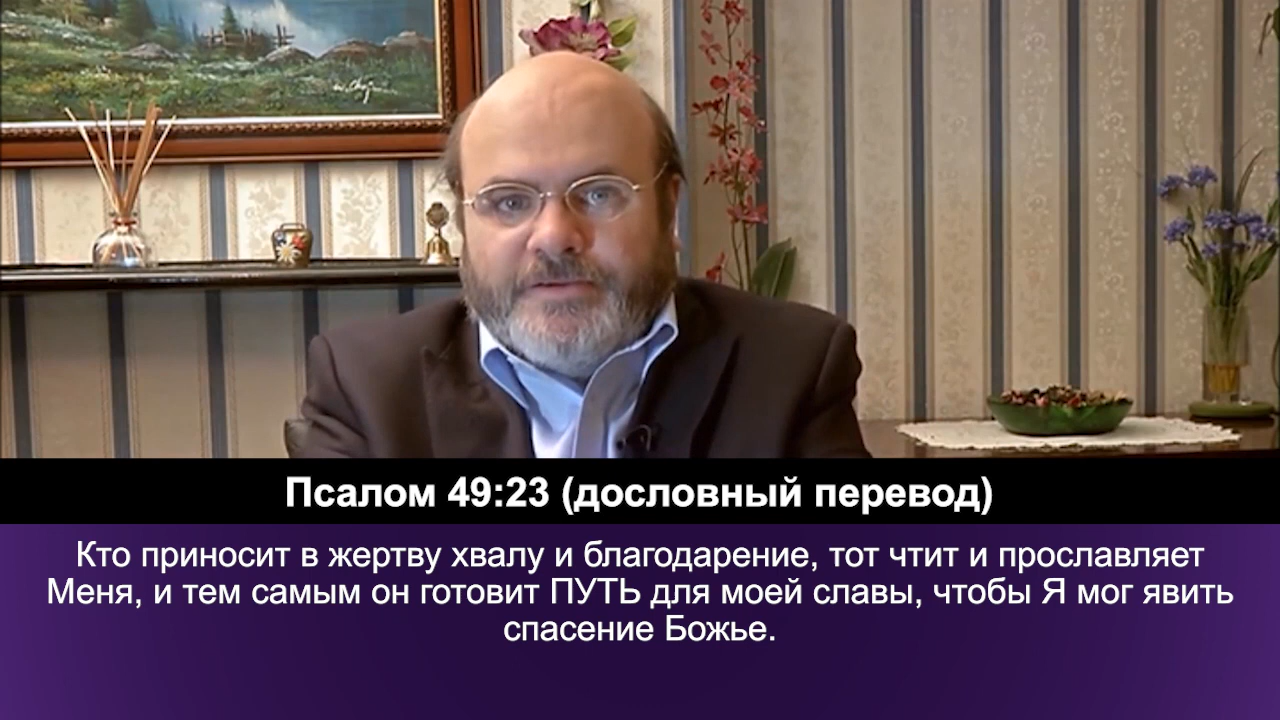 Псалом 49:23 (дословный перевод)
Кто приносит в жертву хвалу и благодарение, тот чтит и прославляет
Меня, и тем самым он готовит ПУТЬ для моей славы, чтобы Я мог явить
спасение Божье.